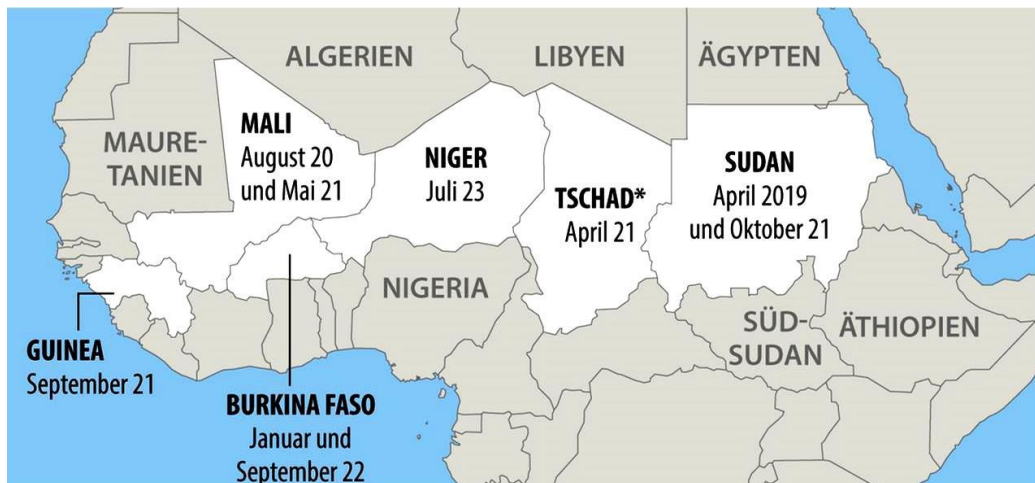 ALGERIEN
LIBYEN
ÄGYPTEN
MAURE-
TANIEN
MALI
August 20
und Mai 21
NIGER
Juli 23
TSCHAD*
April 21
SUDAN
April 2019
und Oktober 21
NIGERIA
SÜD-
SUDAN
ÄTHIOPIEN
GUINEA
September 21
BURKINA FASO
Januar und
September 22